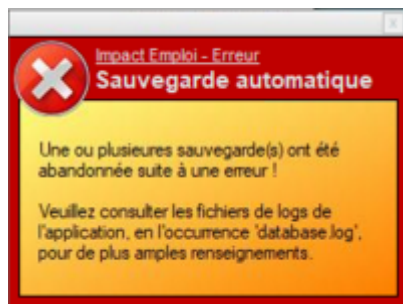 Impact Emploi - Erreur
Sauvegarde automatique
Une ou plusieures sauvegarde(s) ont été
abandonnée suite à une erreur !
Veuillez consulter les fichiers de logs de
l'application, en l'occurrence 'database.log',
pour de plus amples renseignements.